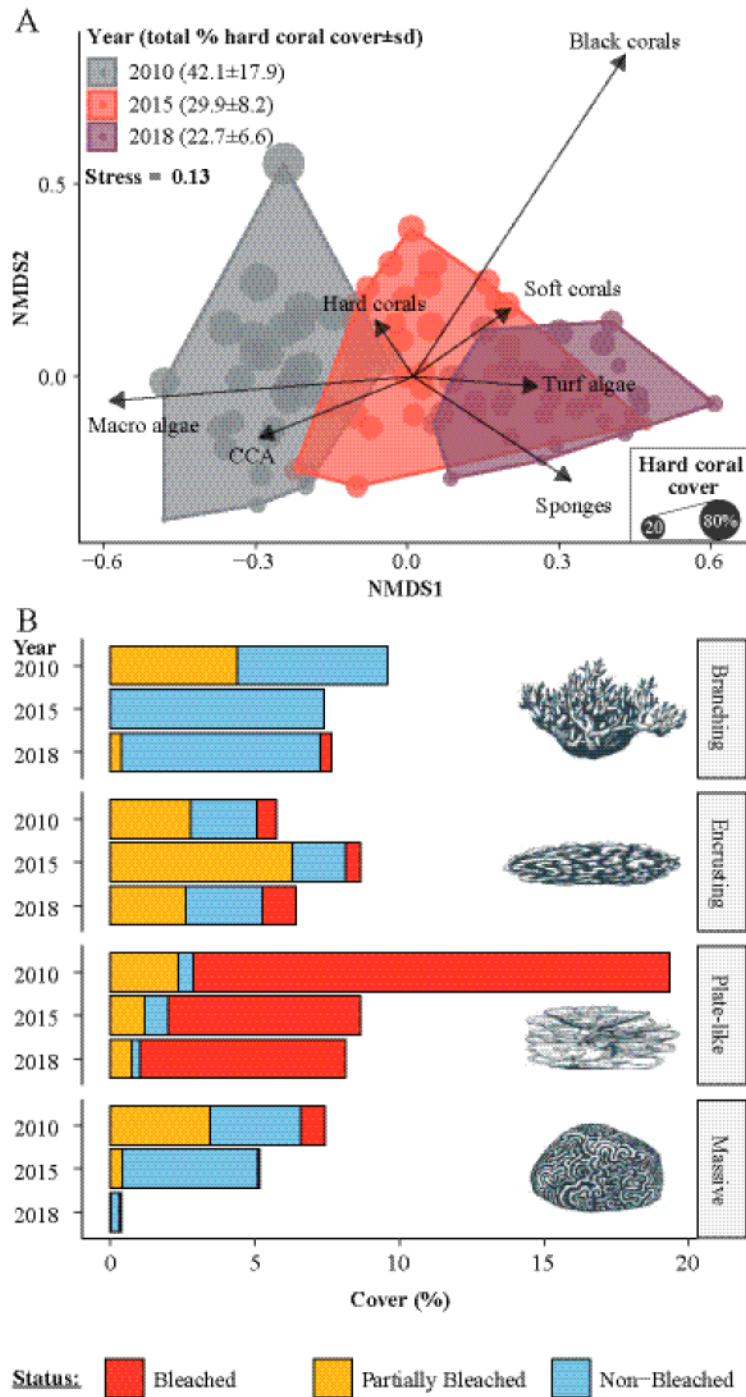 A
Year (total % hard coral cover±sd)
2010 (42.1±17.9)
2015 (29.9±8.2)
2018 (22.7±6.6)
Stress = 0.13
Black corals
Hard corals
Soft corals
Turf algae
Macro algae
CCA
Sponges
Hard coral
cover
20
80%
NMDS2
0.5
0.0
−0.6
−0.3
0.0
0.3
0.6
NMDS1
B
Year
2010
2015
2018
Branching
2010
2015
2018
Encrusting
2010
2015
2018
Plate-like
2010
2015
2018
Massive
0
5
10
15
20
Cover (%)
Status:
Bleached
Partially Bleached
Non−Bleached